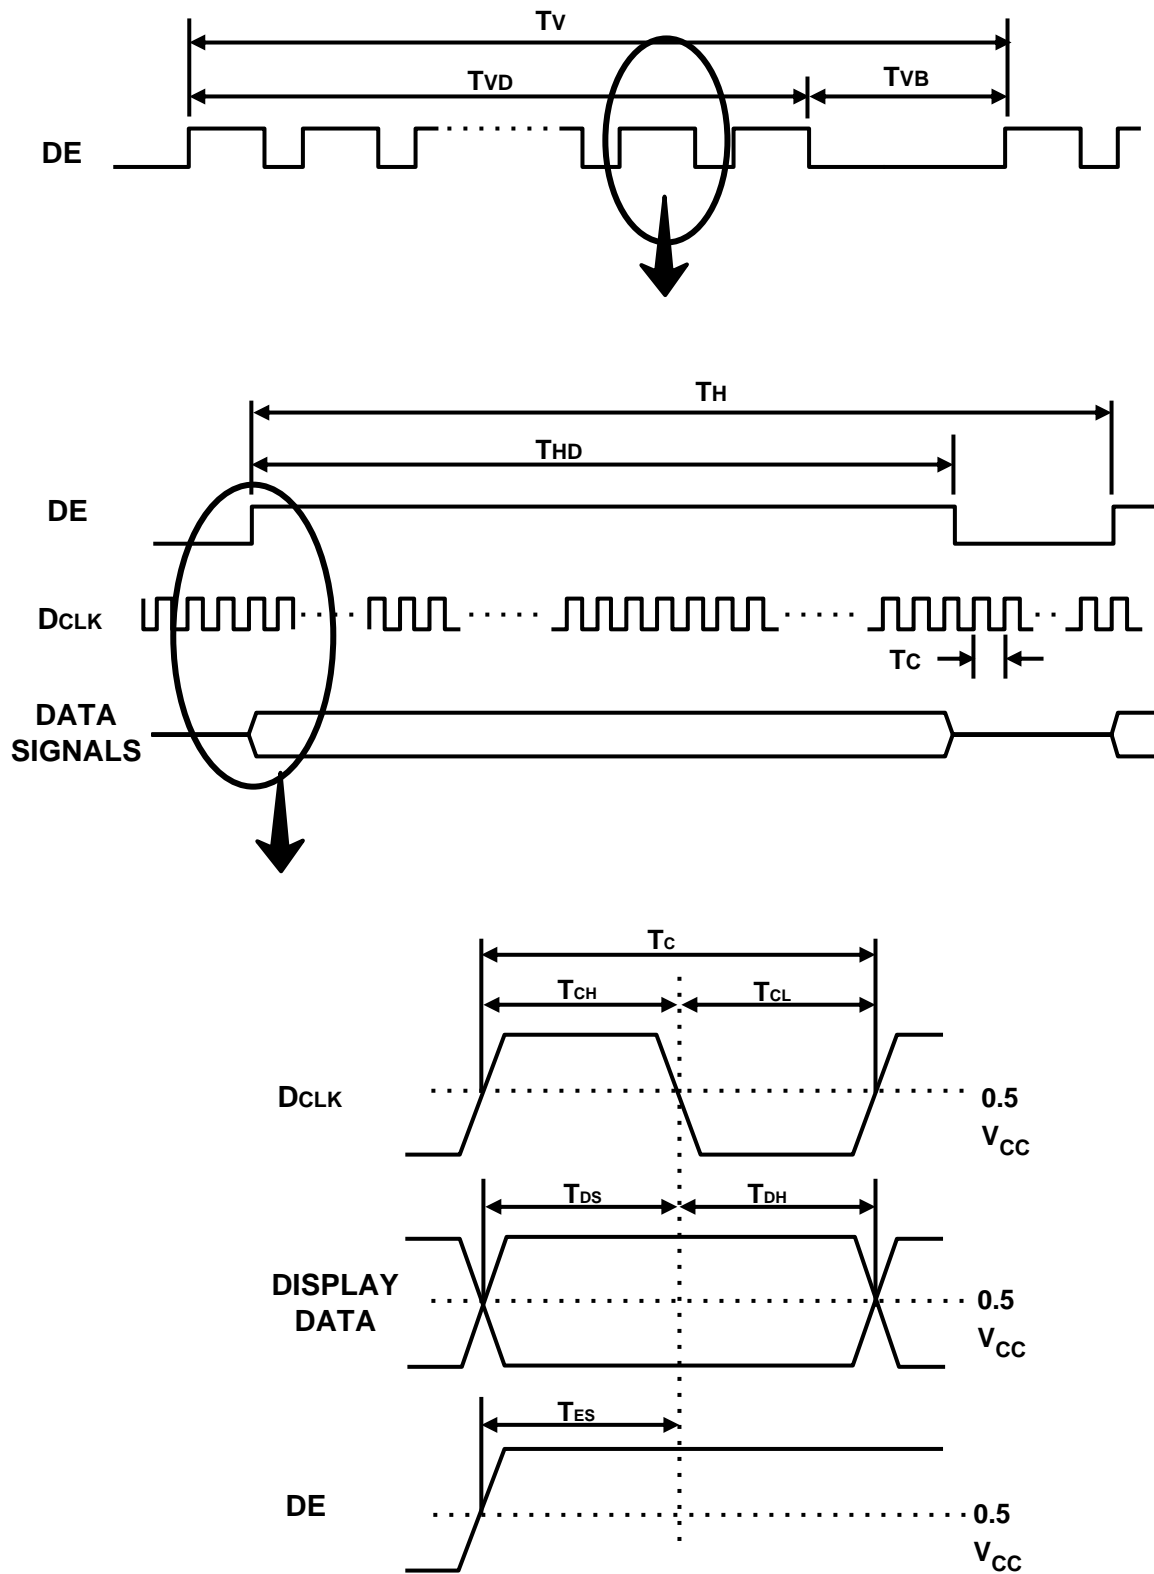 TV
TVD
TVB
DE
TH
THD
DE
DCLK
TC
DATA
SIGNALS
TC
TCH
TCL
DCLK
0.5
VCC
TDS
TDH
DISPLAY
DATA
0.5
VCC
TES
DE
0.5
VCC